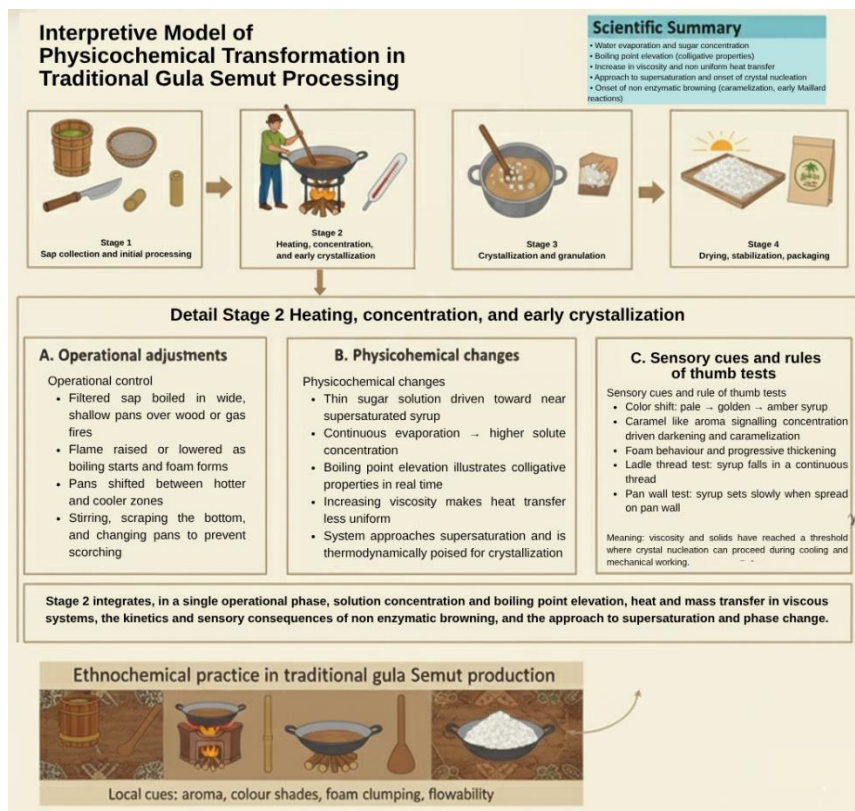 Interpretive Model of
Physicochemical Transformation in
Traditional Gula Semut Processing
Scientific Summary
• Water evaporation and sugar concentration
• Boiling point elevation (colligative properties)
• Increase in viscosity and non uniform heat transfer
• Approach to supersaturation and onset of crystal nucleation
• Onset of non enzymatic browning (caramelization, early Maillard
reactions)
Stage 1
Sap collection and initial processing
Stage 2
Heating, concentration,
and early crystallization
Stage 3
Crystallization and granulation
Stage 4
Drying, stabilization, packaging
Detail Stage 2 Heating, concentration, and early crystallization
A. Operational adjustments
Operational control
• Filtered sap boiled in wide,
shallow pans over wood or gas
fires
• Flame raised or lowered as
boiling starts and foam forms
• Pans shifted between hotter
and cooler zones
• Stirring, scraping the bottom,
and changing pans to prevent
scorching
B. Physicohemical changes
Physicochemical changes
• Thin sugar solution driven toward near
supersaturated syrup
• Continuous evaporation → higher solute
concentration
• Boiling point elevation illustrates colligative
properties in real time
• Increasing viscosity makes heat transfer
less uniform
• System approaches supersaturation and is
thermodynamically poised for crystallization
C. Sensory cues and rules
of thumb tests
Sensory cues and rule of thumb tests
• Color shift: pale → golden → amber syrup
• Caramel like aroma signalling concentration
driven darkening and caramelization
• Foam behaviour and progressive thickening
• Ladle thread test: syrup falls in a continuous
thread
• Pan wall test: syrup sets slowly when spread
on pan wall
Meaning: viscosity and solids have reached a threshold
where crystal nucleation can proceed during cooling and
mechanical working.
Stage 2 integrates, in a single operational phase, solution concentration and boiling point elevation, heat and mass transfer in viscous
systems, the kinetics and sensory consequences of non enzymatic browning, and the approach to supersaturation and phase change.
Ethnochemical practice in traditional gula Semut production
Local cues: aroma, colour shades, foam clumping, flowability